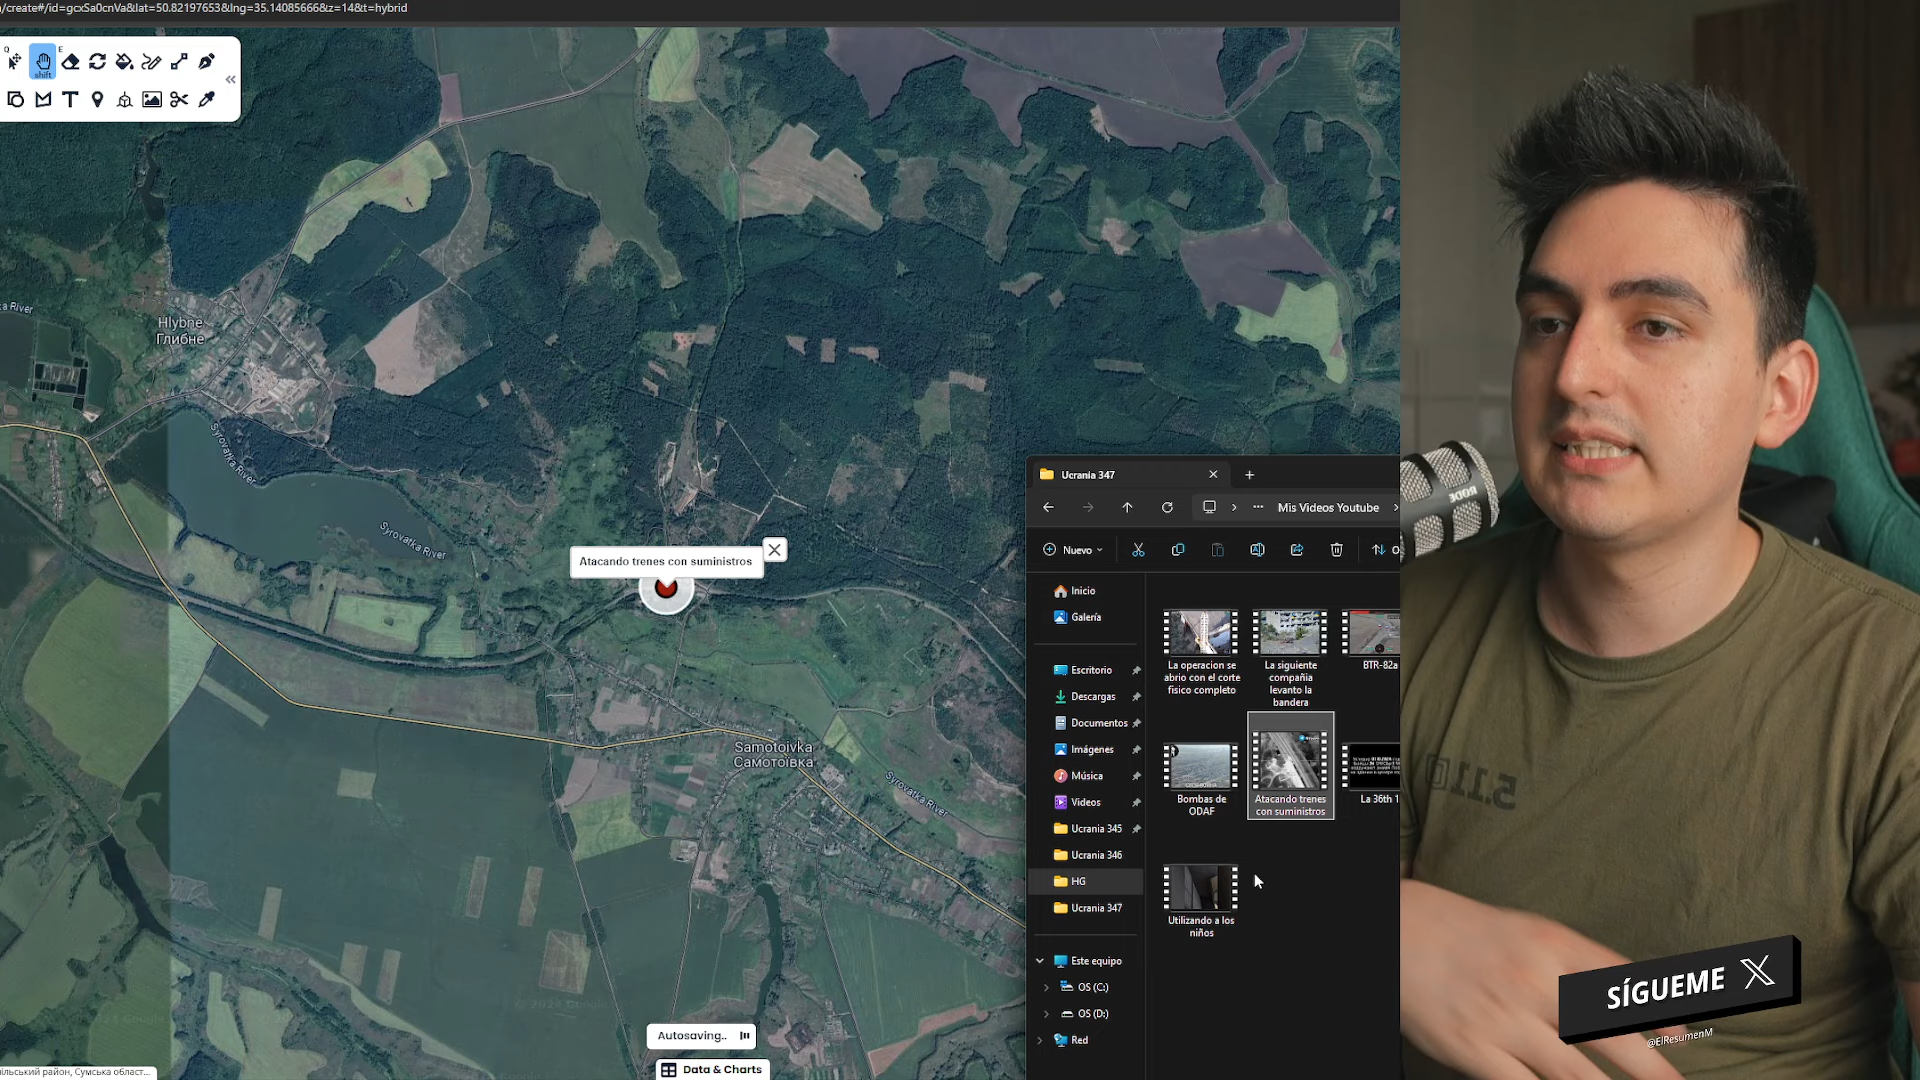 /create#/id=gcxSa0cnVa&lat=50.82197653&lng=35.14085666&z=14&t=hybrid
Q
E
shift
a River
Hlybne
Глибне
Syrovatka River
Syrovatka River
Atacando trenes con suministros
Samotoivka
Самотоївка
Syrovatka River
Autosaving..
Data & Charts
Ucrania 347
Mis Videos Youtube
Nuevo
Inicio
Galería
Escritorio
Descargas
Documentos
Imágenes
Música
Videos
Ucrania 345
Ucrania 346
HG
Ucrania 347
Este equipo
OS (C:)
OS (D:)
Red
La operacion se
abrio con el corte
fisico completo
La siguiente
compañia
levanto la
bandera
BTR-82a
Bombas de
ODAF
Atacando trenes
con suministros
La 36th 1
Utilizando a los
niños
RODE
5.11
SÍGUEME X
@ElResumenM